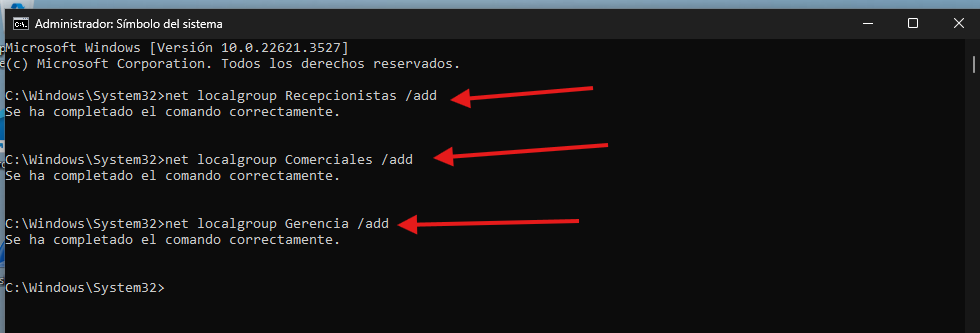 Administrador: Símbolo del sistema
Microsoft Windows [Versión 10.0.22621.3527]
(c) Microsoft Corporation. Todos los derechos reservados.
C:\Windows\System32>net localgroup Recepcionistas /add
Se ha completado el comando correctamente.
C:\Windows\System32>net localgroup Comerciales /add
Se ha completado el comando correctamente.
C:\Windows\System32>net localgroup Gerencia /add
Se ha completado el comando correctamente.
C:\Windows\System32>